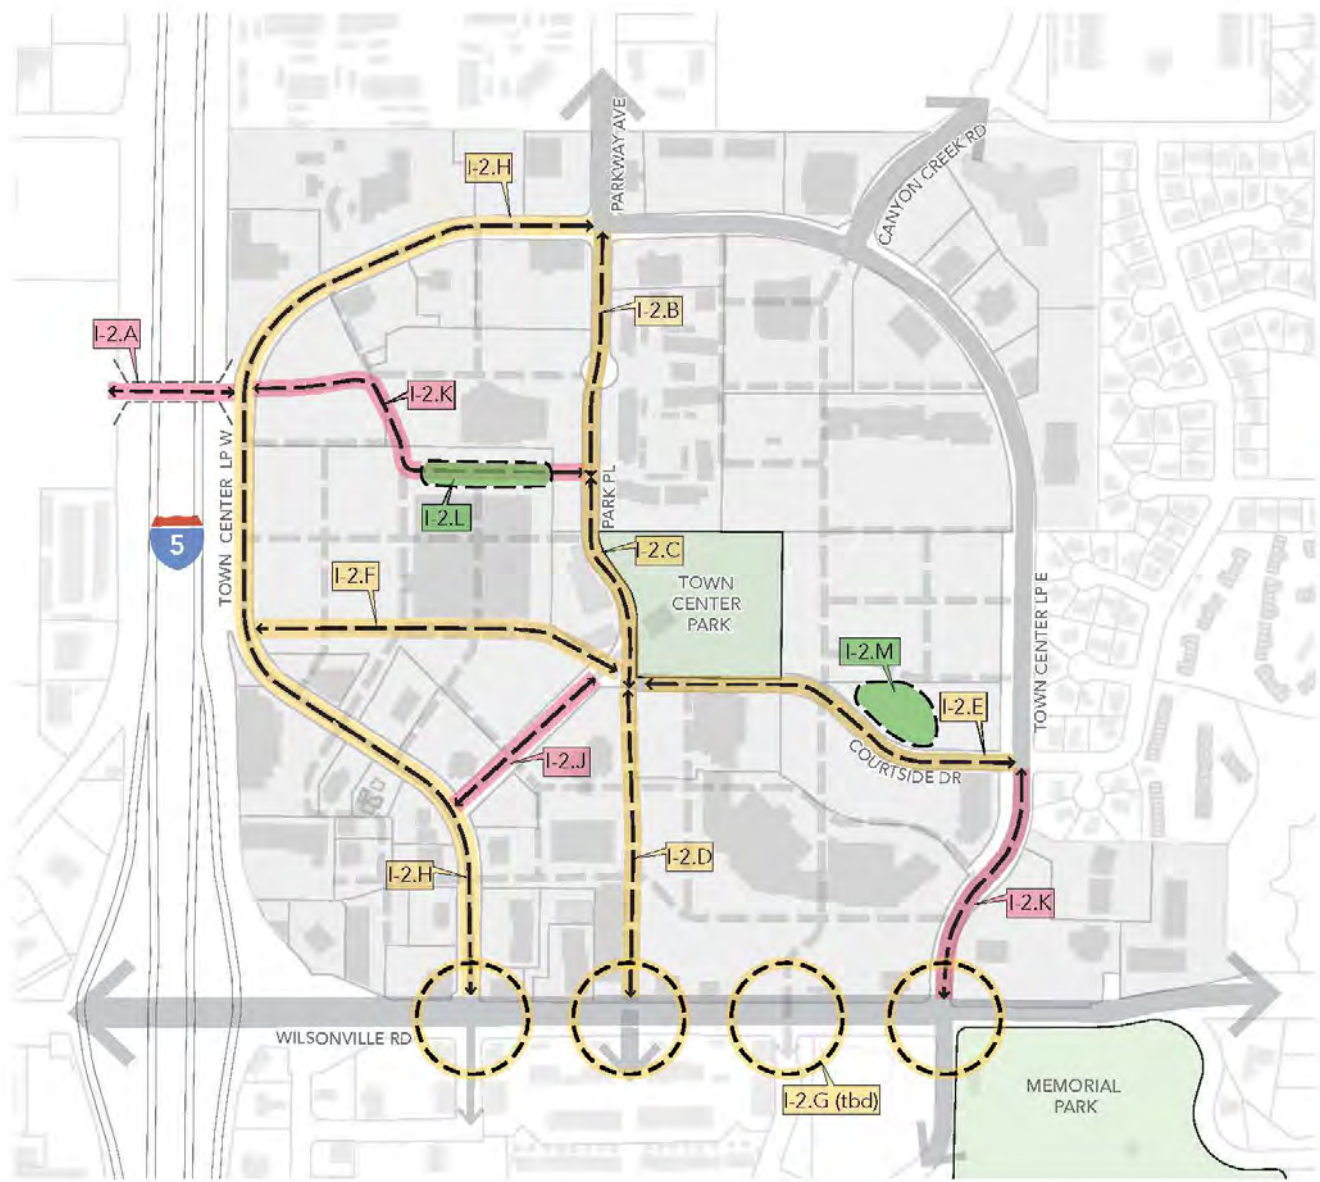 PARKWAY AVE
CANYON CREEK RD
I-2.H
I-2.B
I-2.A
I-2.K
TOWN CENTER LP W
PARK PL
I-2.L
5
I-2.C
I-2.F
TOWN
CENTER
PARK
I-2.M
I-2.E
TOWN CENTER LP E
COURTSIDE DR
I-2.J
I-2.D
I-2.H
I-2.K
WILSONVILLE RD
I-2.G (tbd)
MEMORIAL
PARK